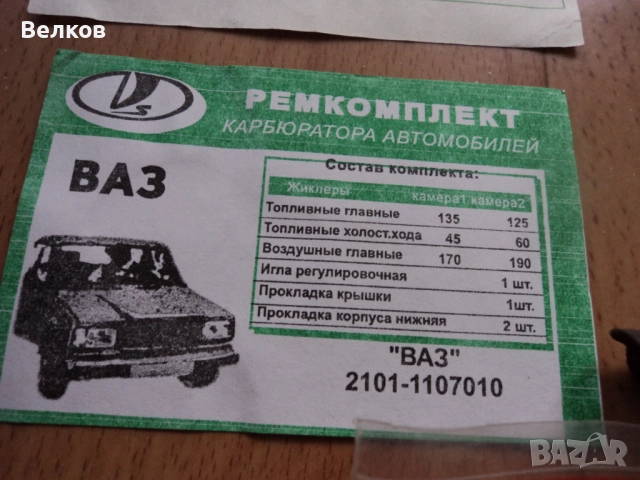 Велков
РЕМКОМПЛЕКТ
КАРБЮРАТОРА АВТОМОБИЛЕЙ
ВАЗ
Состав комплекта:
Жиклеры камера1 камера2
Топливные главные 135 125
Топливные холост.хода 45 60
Воздушные главные 170 190
Игла регулировочная 1 шт.
Прокладка крышки 1шт.
Прокладка корпуса нижняя 2 шт.
"ВАЗ"
2101-1107010
BAZAR